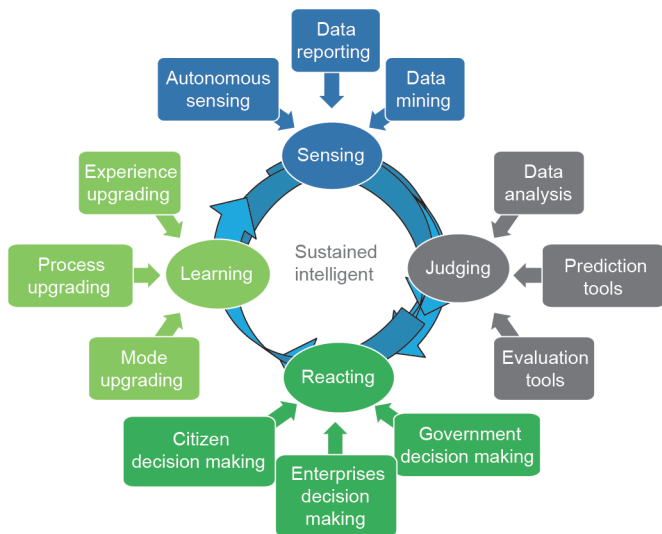 Data
reporting
Autonomous
sensing
Data
mining
Sensing
Experience
upgrading
Data
analysis
Process
upgrading
Learning
Sustained
intelligent
Judging
Prediction
tools
Mode
upgrading
Evaluation
tools
Reacting
Citizen
decision making
Enterprises
decision
making
Government
decision making